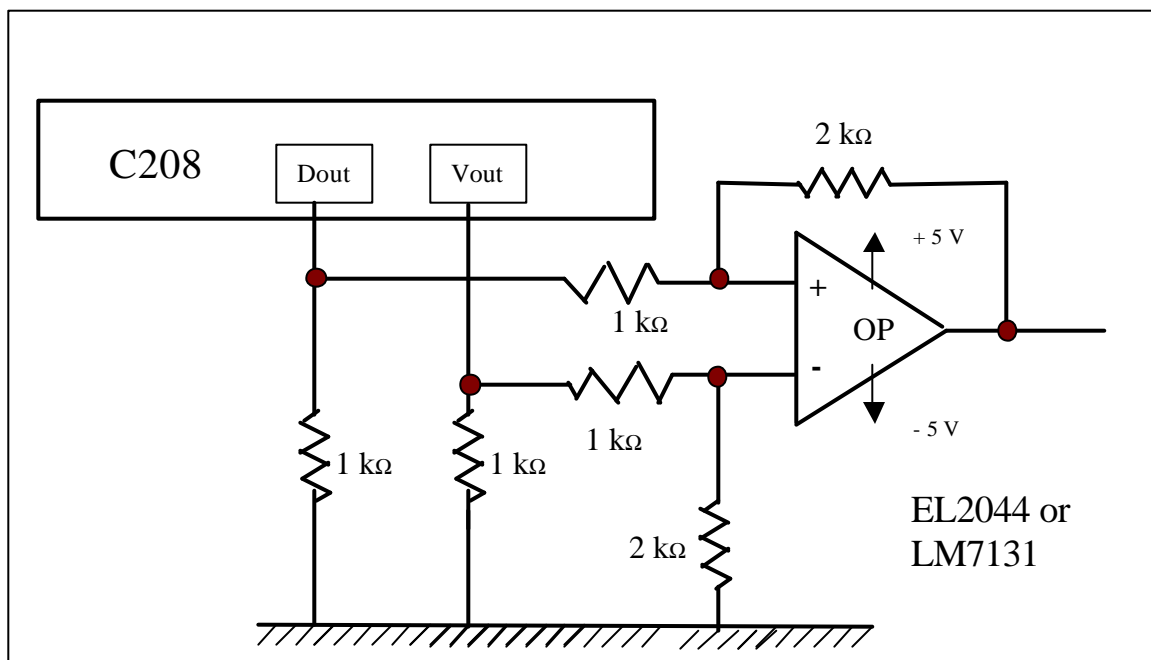 C208
Dout
Vout
2 kΩ
+ 5 V
+
1 kΩ
OP
-
1 kΩ
- 5 V
1 kΩ
1 kΩ
2 kΩ
EL2044 or
LM7131